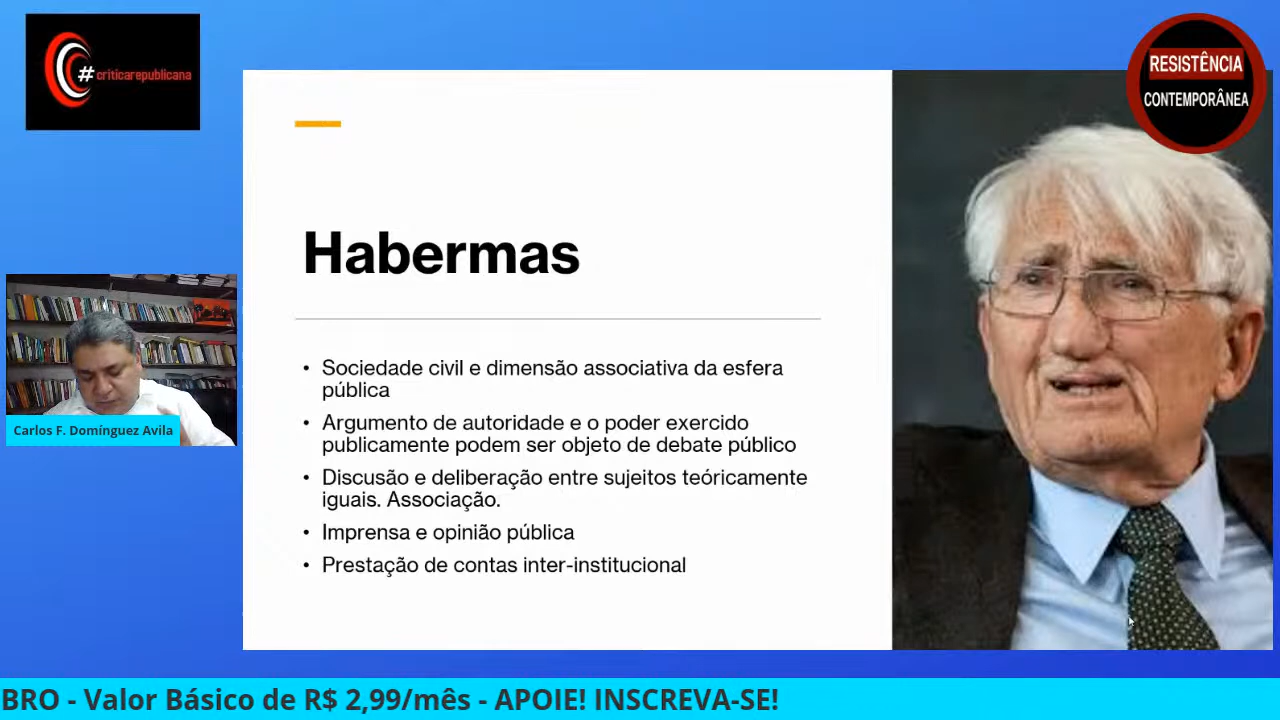 #criticarepublicana
RESISTÊNCIA
CONTEMPORÂNEA
Habermas
• Sociedade civil e dimensão associativa da esfera
pública
• Argumento de autoridade e o poder exercido
publicamente podem ser objeto de debate público
• Discusão e deliberação entre sujeitos teóricamente
iguais. Associação.
• Imprensa e opinião pública
• Prestação de contas inter-institucional
Carlos F. Domínguez Avila
BRO - Valor Básico de R$ 2,99/mês - APOIE! INSCREVA-SE!